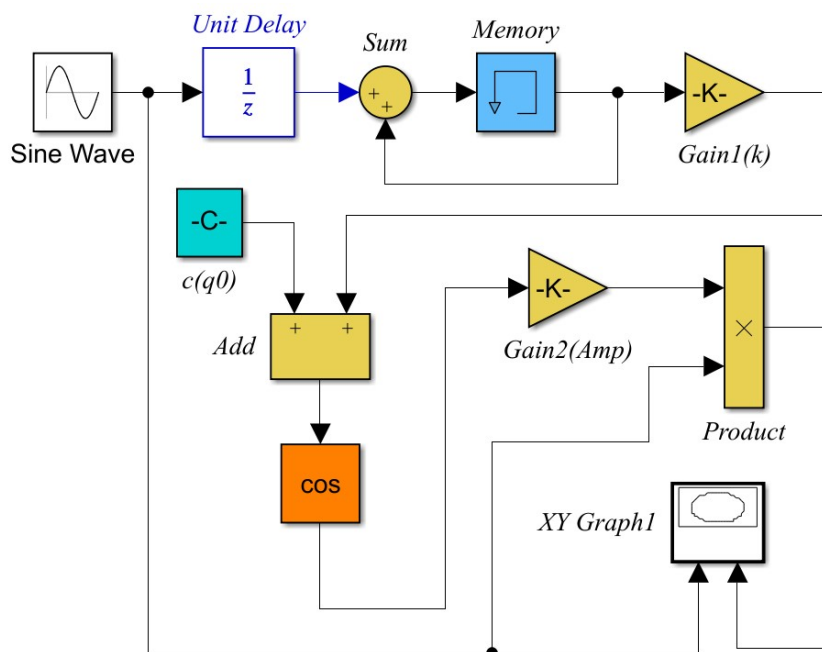 Unit Delay
Sum
Memory
1
z
+
+
-K-
Sine Wave
Gain1(k)
-C-
c(q0)
-K-
+ +
Add
Gain2(Amp)
×
Product
cos
XY Graph1